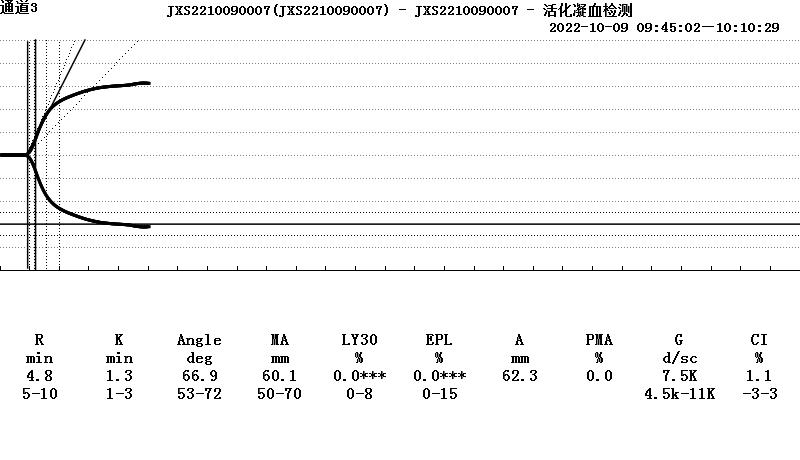 通道3
JXS2210090007(JXS2210090007) - JXS2210090007 - 活化凝血检测
2022-10-09 09:45:02-10:10:29
R K Angle MA LY30 EPL A PMA G CI
min min deg mm % % mm % d/sc %
4.8 1.3 66.9 60.1 0.0*** 0.0*** 62.3 0.0 7.5K 1.1
5-10 1-3 53-72 50-70 0-8 0-15 4.5k-11K -3-3